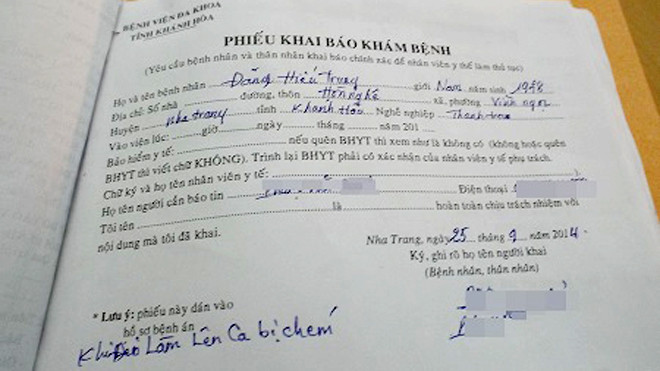 BỆNH VIỆN ĐA KHOA
TỈNH KHÁNH HÒA
PHIẾU KHAI BÁO KHÁM BỆNH
(Yêu cầu bệnh nhân và thân nhân khai báo chính xác để nhân viên y tế làm thủ tục)
Họ và tên bệnh nhân Đặng Hiếu Trung giới Nam năm sinh 1978
Địa chỉ: Số nhà đường, thôn Hòn nghê xã, phường Vĩnh ngọc
Huyện nha trang tỉnh Khánh Hòa Nghề nghiệp
Vào viện lúc: giờ ngày tháng năm 201
Bảo hiểm y tế: nếu quên BHYT thì xem như là không có (không hoặc quên
BHYT thì viết chữ KHÔNG). Trình lại BHYT phải có xác nhận của nhân viên y tế phụ trách.
Chữ ký và họ tên nhân viên y tế:
Họ tên người cần báo tin Điện thoại
Tôi tên là hoàn toàn chịu trách nhiệm với
nội dung mà tôi đã khai.
Nha Trang, ngày 25 tháng 9 năm 2014.
Ký, ghi rõ họ tên người khai
(Bệnh nhân, thân nhân)
* Lưu ý: phiếu này dán vào
hồ sơ bệnh án
Lầm Lên Ca bị chém